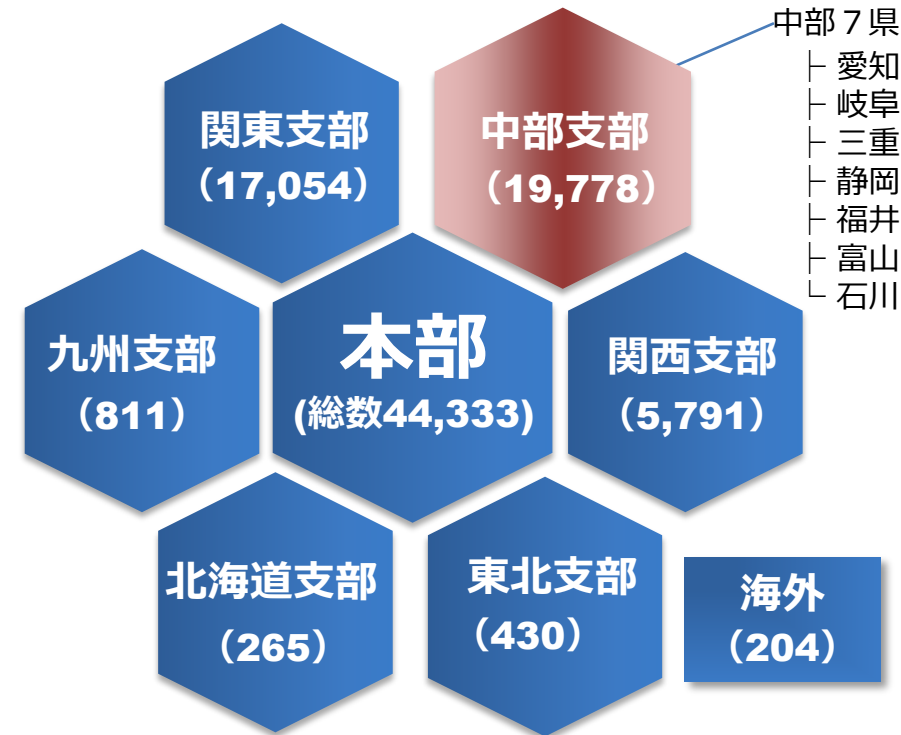 関東支部
（17,054）
中部支部
（19,778）
中部７県
├ 愛知
├ 岐阜
├ 三重
├ 静岡
├ 福井
├ 富山
└ 石川
九州支部
（811）
本部
(総数44,333)
関西支部
（5,791）
北海道支部
（265）
東北支部
（430）
海外
（204）